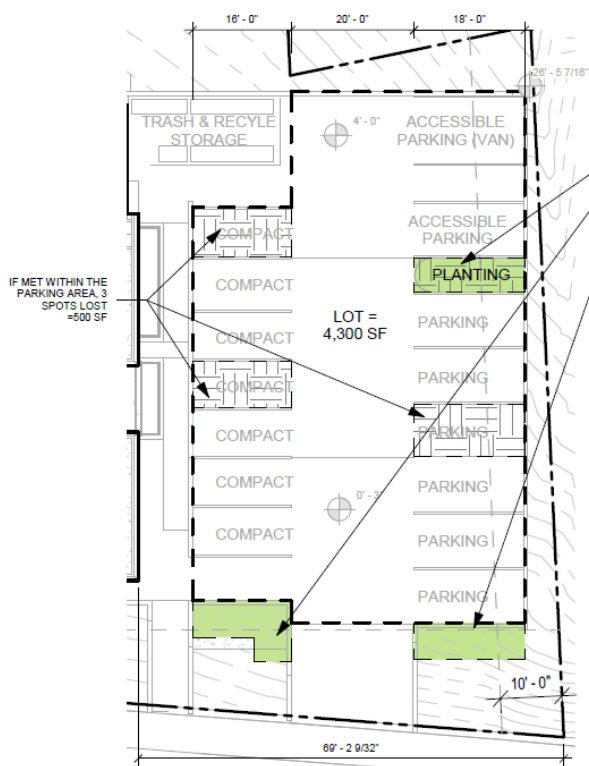 16' - 0"
20' - 0"
18' - 0"
26' - 5 7/16"
TRASH & RECYLE
STORAGE
4' - 0"
ACCESSIBLE
PARKING (VAN)
COMPACT
ACCESSIBLE
PARKING
PLANTING
IF MET WITHIN THE
PARKING AREA, 3
SPOTS LOST
=500 SF
COMPACT
LOT =
4,300 SF
COMPACT
PARKING
COMPACT
PARKING
COMPACT
PARKING
COMPACT
PARKING
COMPACT
PARKING
PARKING
10' - 0"
69' - 2 9/32"